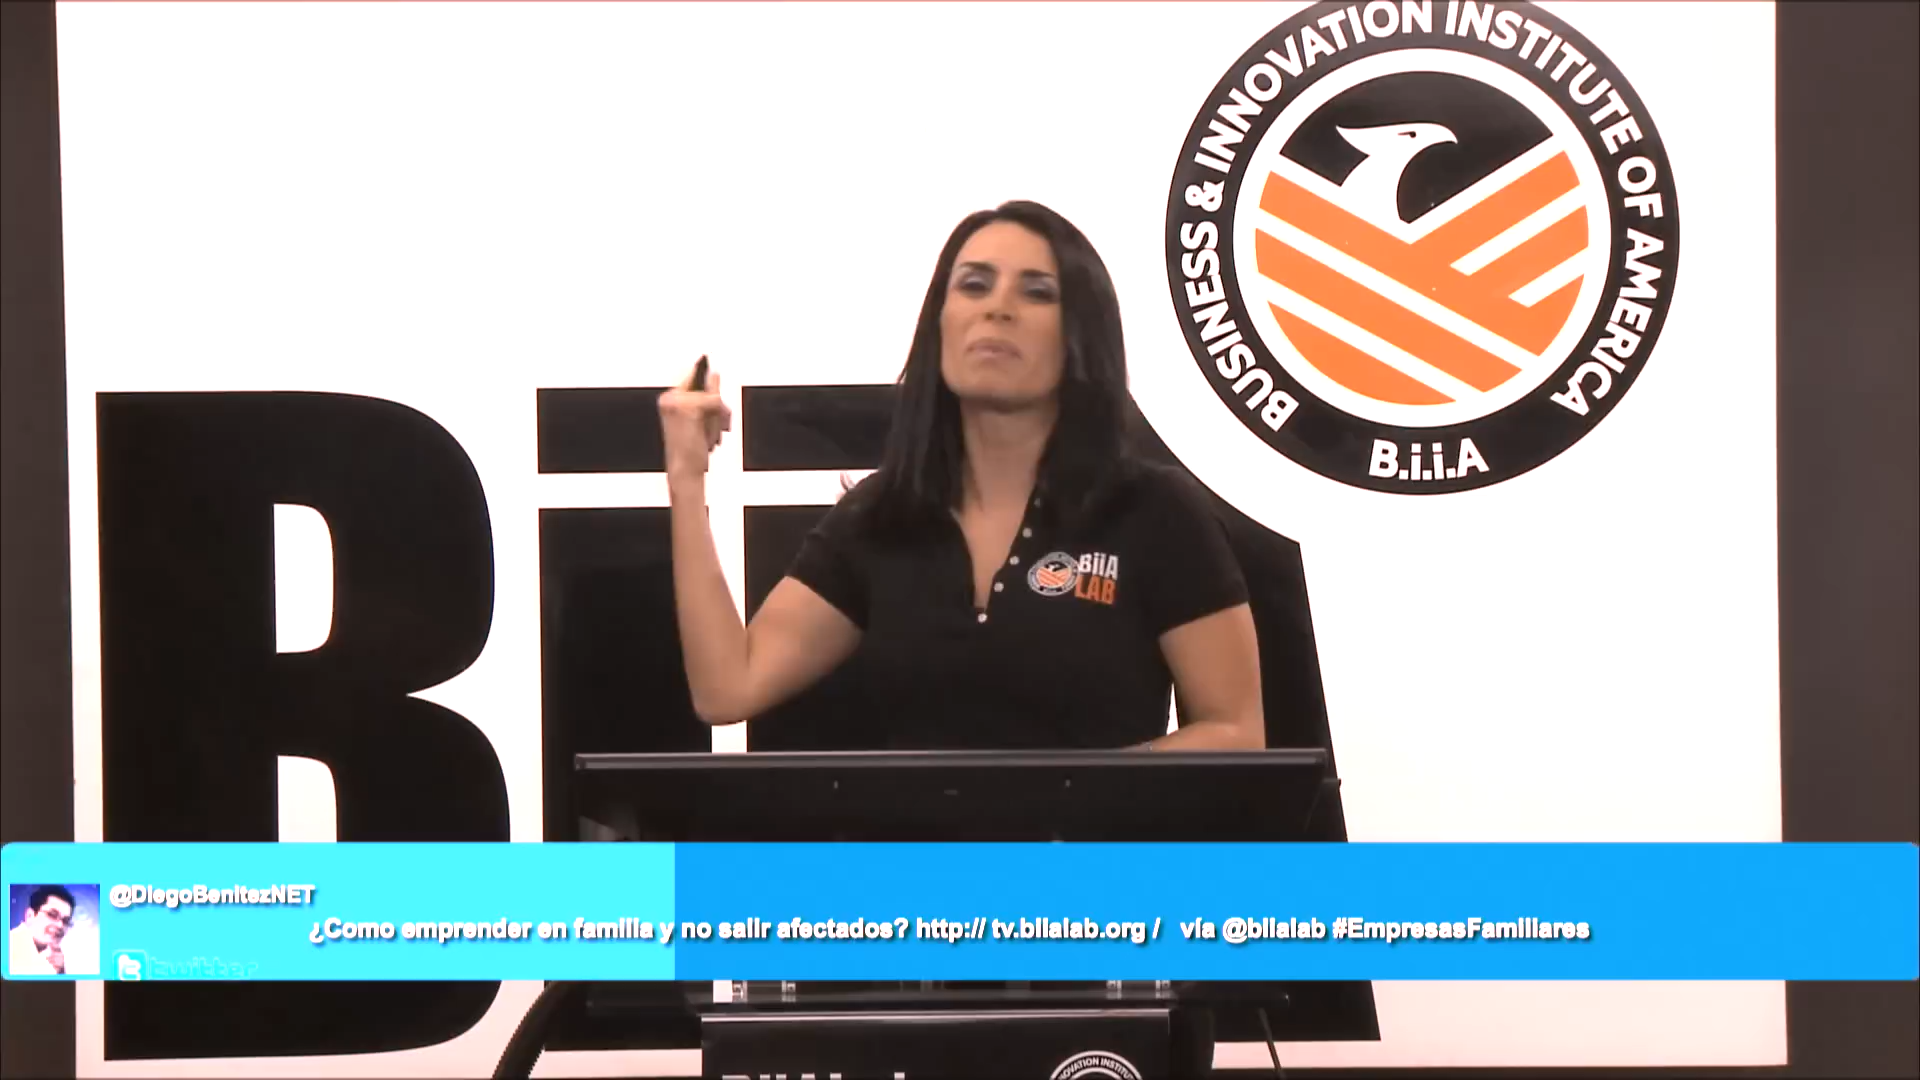 BUSINESS & INNOVATION INSTITUTE OF AMERICA
B.i.i.A
BiiA
BiiA
LAB
@DiegoBenitezNET
¿Como emprender en familia y no salir afectados? http:// tv.biialab.org / vía @biialab #EmpresasFamiliares
twitter